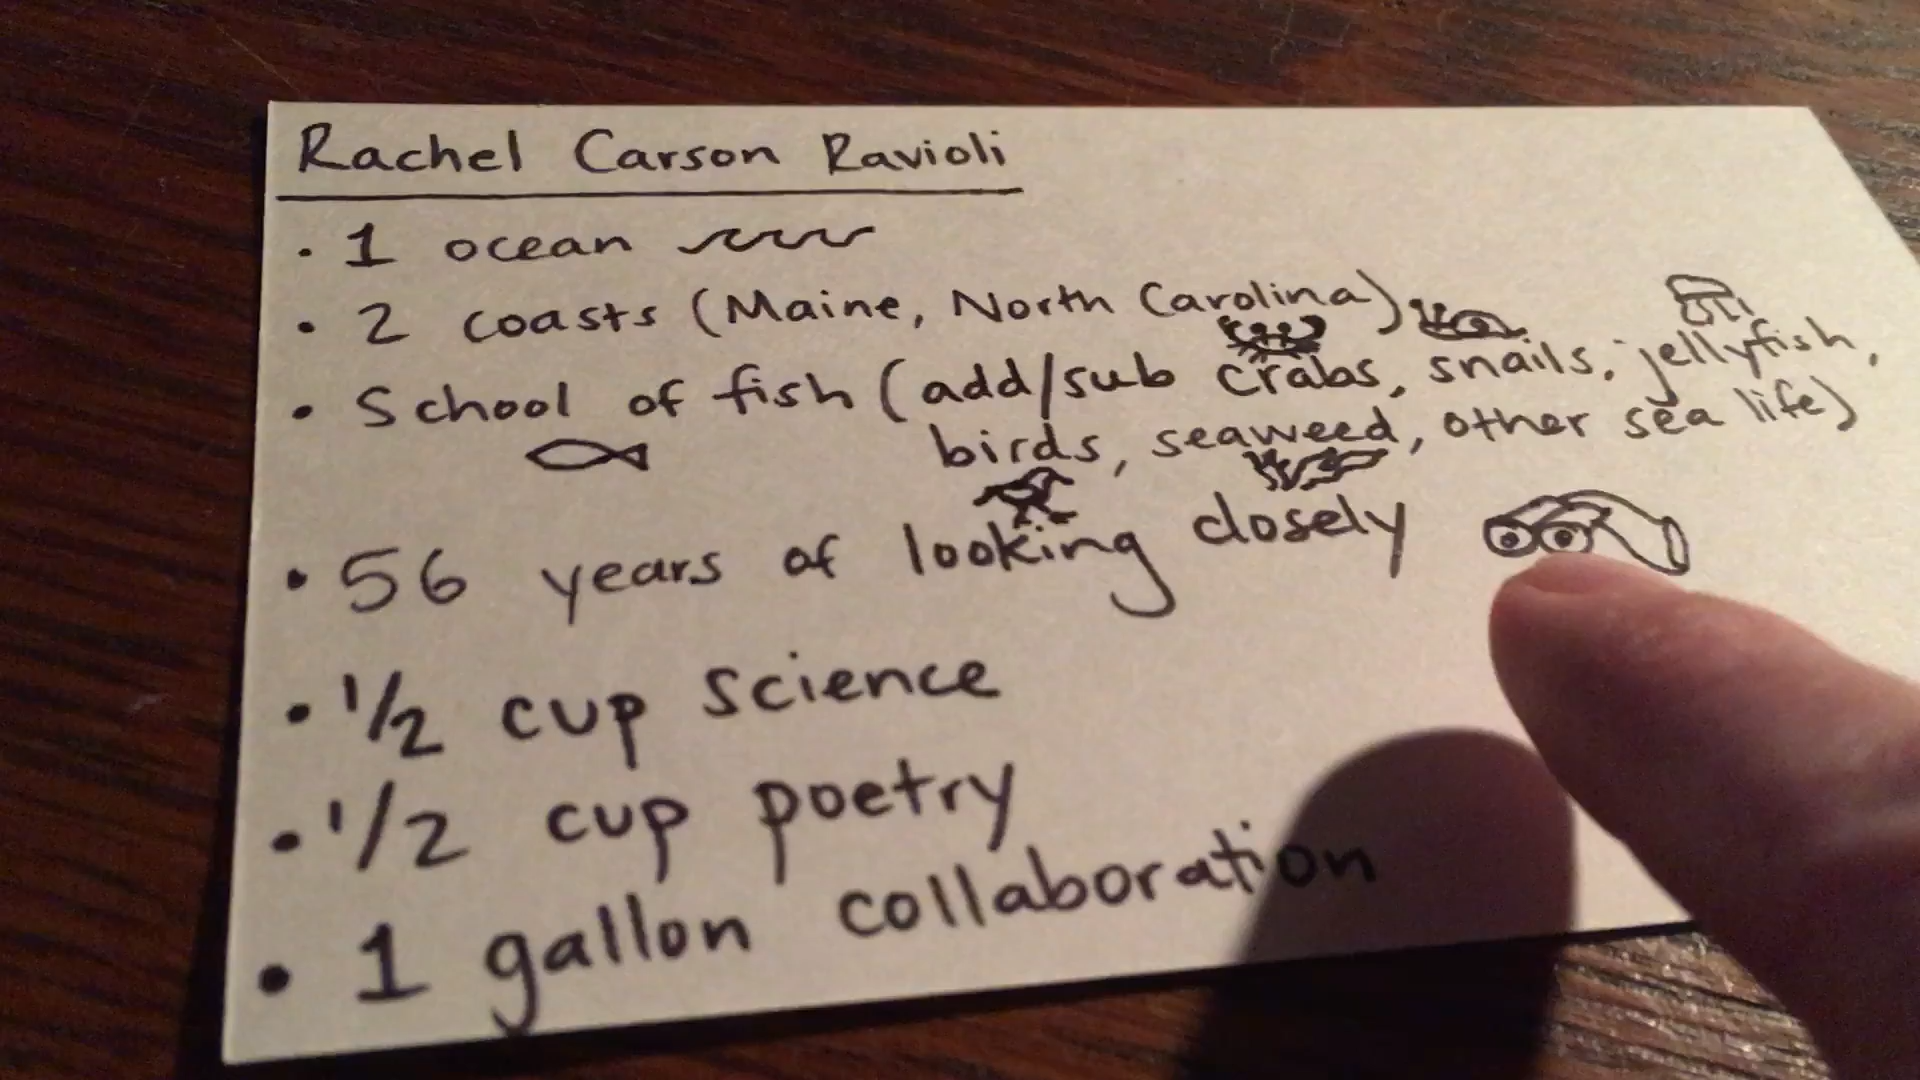 Rachel Carson Ravioli
• 1 ocean
• 2 coasts (Maine, North Carolina)
• School of fish (add/sub crabs, snails, jellyfish,
birds, seaweed, other sea life)
• 56 years of looking closely
• 1/2 cup science
• 1/2 cup poetry
• 1 gallon collaboration